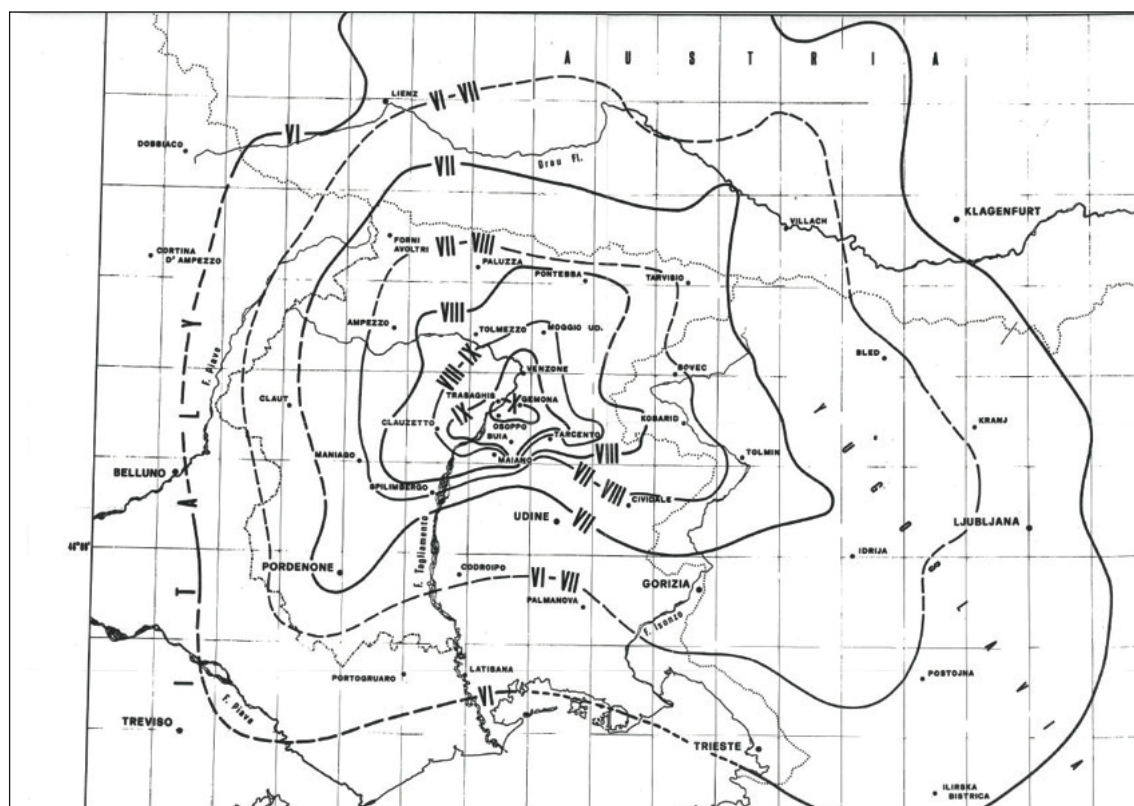 A U S T R I A
LIENZ
VI-VII
VI
DOBBIACO
Drau Fl.
VII
KLAGENFURT
VILLACH
FORNI
AVOLTRI
VII-VIII
CORTINA
D'AMPEZZO
PALUZZA
PONTEBBA
TARVISIO
VIII
AMPEZZO
TOLMEZZO
MOGGIO UD.
F. Piave
BLED
VIII-IX
VENZONE
BOVEC
TRASAGHIS
GEMONA
X
CLAUT
IX
OSOPPO
KOBARID
KRANJ
CLAUZETTO
BUIA
TARCENTO
MANIAGO
MAIANO
VIII
TOLMIN
BELLUNO
SPILIMBERGO
VII-VIII
CIVIDALE
UDINE
VII
LJUBLJANA
F. Tagliamento
IDRIJA
PORDENONE
CODROIPO
VI-VII
GORIZIA
PALMANOVA
F. Isonzo
I T A L Y
Y U G O S L A V I A
PORTOGRUARO
LATISANA
POSTOJNA
VI
F. Piave
TREVISO
TRIESTE
ILIRSKA
BISTRICA